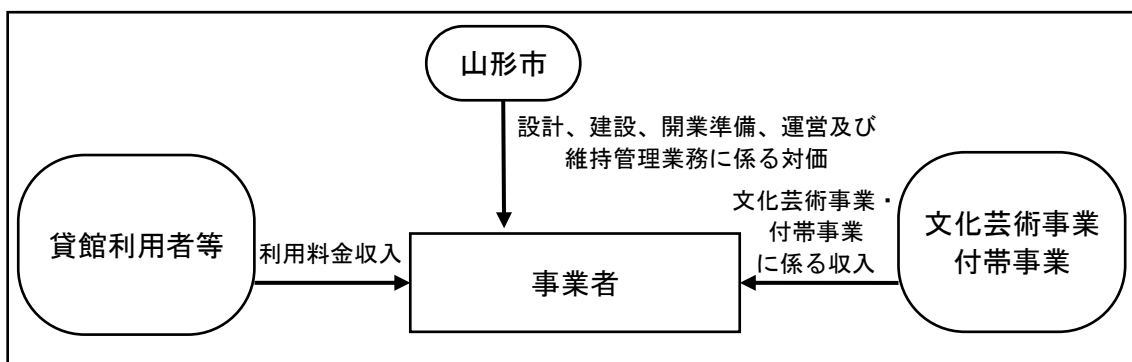 山形市
設計、建設、開業準備、運営及び
維持管理業務に係る対価
貸館利用者等
利用料金収入
事業者
文化芸術事業・
付帯事業
に係る収入
文化芸術事業
付帯事業